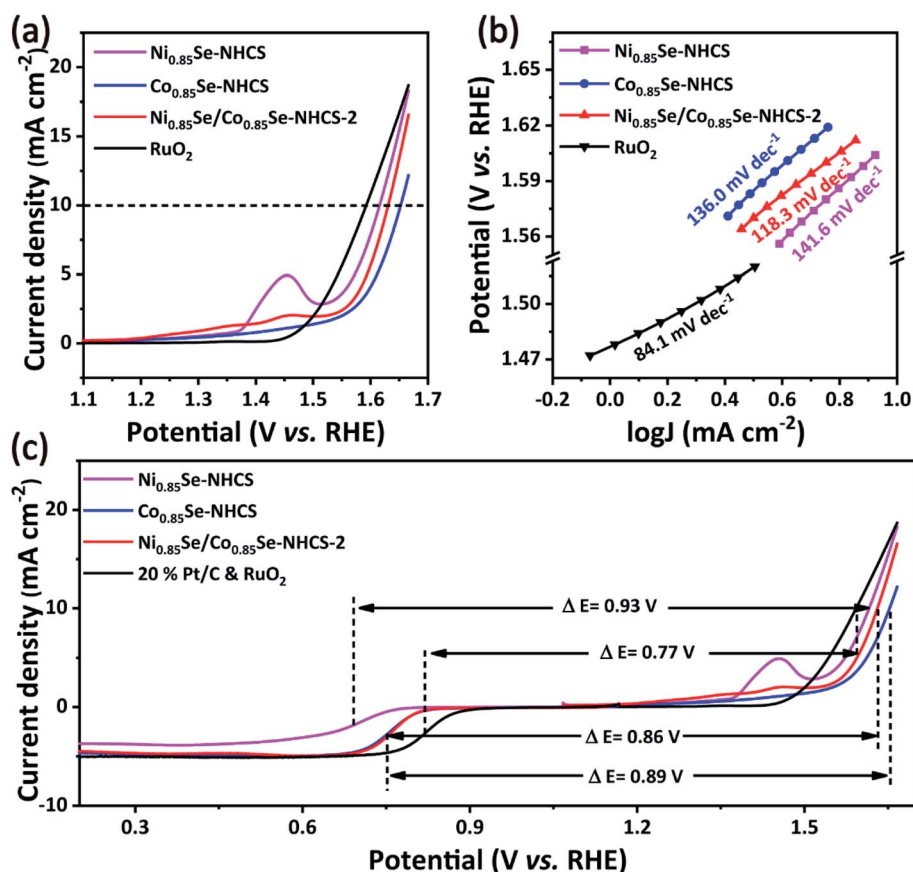 (a)
Ni₀.₈₅Se-NHCS
Co₀.₈₅Se-NHCS
Ni₀.₈₅Se/Co₀.₈₅Se-NHCS-2
RuO₂
Current density (mA cm⁻²)
20
15
10
5
0
1.1 1.2 1.3 1.4 1.5 1.6 1.7
Potential (V vs. RHE)
(b)
Ni₀.₈₅Se-NHCS
Co₀.₈₅Se-NHCS
Ni₀.₈₅Se/Co₀.₈₅Se-NHCS-2
RuO₂
136.0 mV dec⁻¹
118.3 mV dec⁻¹
141.6 mV dec⁻¹
84.1 mV dec⁻¹
Potential (V vs. RHE)
1.65
1.62
1.59
1.56
1.50
1.47
-0.2 0.0 0.2 0.4 0.6 0.8 1.0
logJ (mA cm⁻²)
(c)
Ni₀.₈₅Se-NHCS
Co₀.₈₅Se-NHCS
Ni₀.₈₅Se/Co₀.₈₅Se-NHCS-2
20 % Pt/C & RuO₂
Δ E= 0.93 V
Δ E= 0.77 V
Δ E= 0.86 V
Δ E= 0.89 V
Current density (mA cm⁻²)
20
10
0
-10
0.3 0.6 0.9 1.2 1.5
Potential (V vs. RHE)